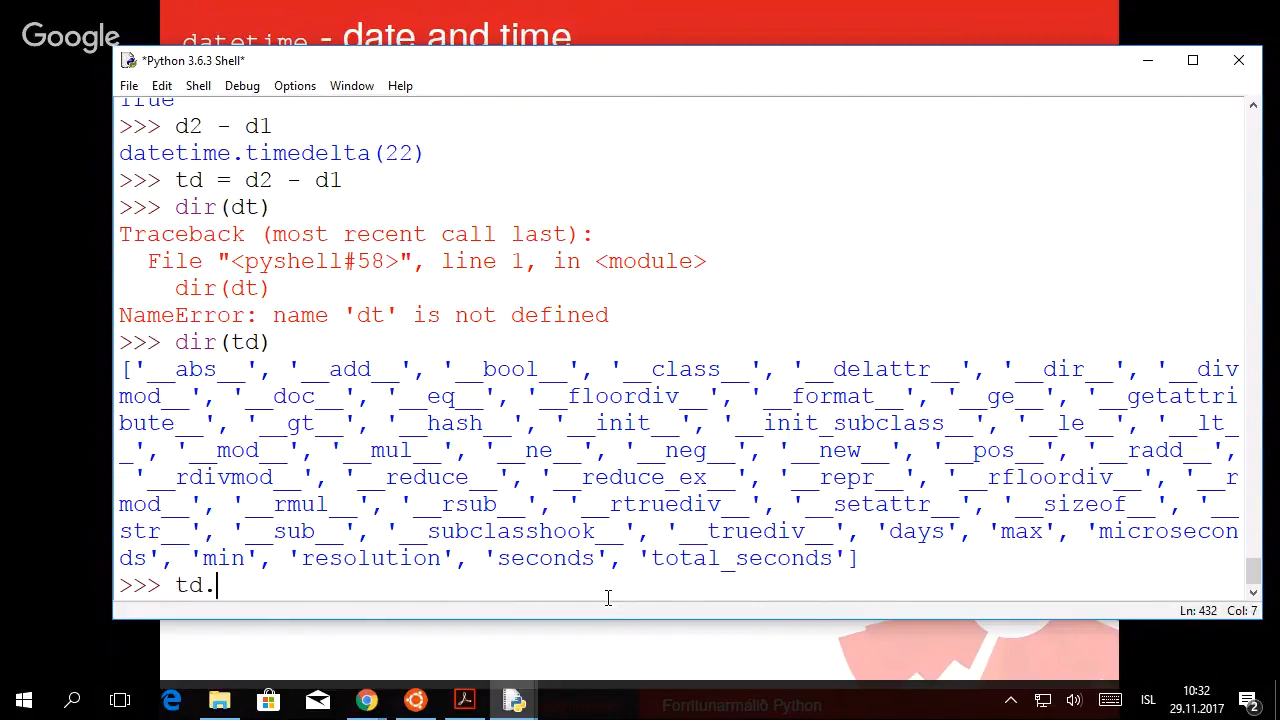 Google
datetime - date and time
*Python 3.6.3 Shell*
File Edit Shell Debug Options Window Help
True
>>> d2 - d1
datetime.timedelta(22)
>>> td = d2 - d1
>>> dir(dt)
Traceback (most recent call last):
  File "<pyshell#58>", line 1, in <module>
    dir(dt)
NameError: name 'dt' is not defined
>>> dir(td)
['__abs__', '__add__', '__bool__', '__class__', '__delattr__', '__dir__', '__div
mod__', '__doc__', '__eq__', '__floordiv__', '__format__', '__ge__', '__getattri
bute__', '__gt__', '__hash__', '__init__', '__init_subclass__', '__le__', '__lt_
_', '__mod__', '__mul__', '__ne__', '__neg__', '__new__', '__pos__', '__radd__',
 '__rdivmod__', '__reduce__', '__reduce_ex__', '__repr__', '__rfloordiv__', '__r
mod__', '__rmul__', '__rsub__', '__rtruediv__', '__setattr__', '__sizeof__', '__
str__', '__sub__', '__subclasshook__', '__truediv__', 'days', 'max', 'microsecon
ds', 'min', 'resolution', 'seconds', 'total_seconds']
>>> td.
Ln: 432 Col: 7
Forritunarmálið Python
ÍSL
10:32
29.11.2017
2